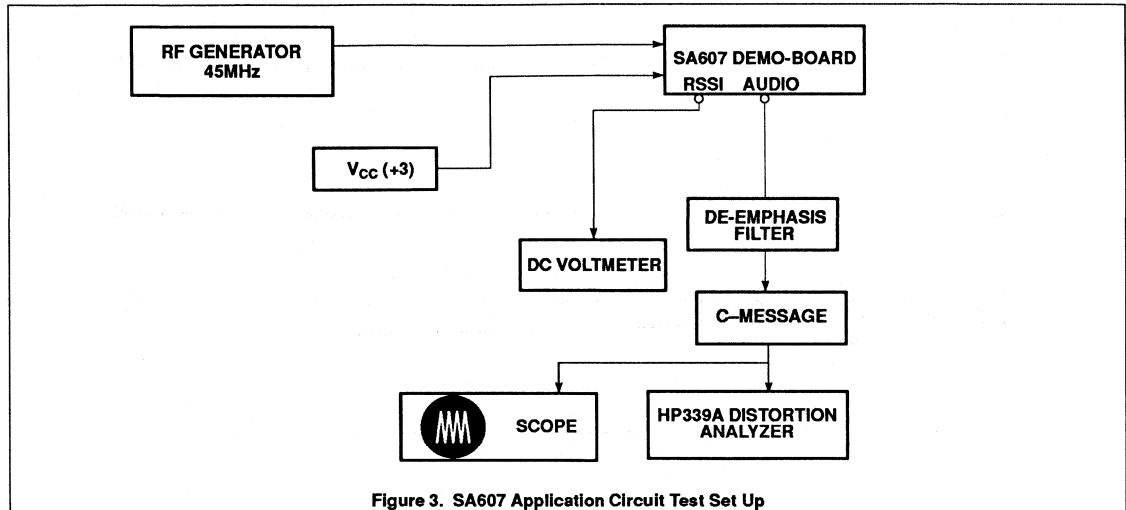 RF GENERATOR
45MHz
SA607 DEMO-BOARD
RSSI AUDIO
VCC (+3)
DE-EMPHASIS
FILTER
DC VOLTMETER
C–MESSAGE
SCOPE
HP339A DISTORTION
ANALYZER
Figure 3. SA607 Application Circuit Test Set Up